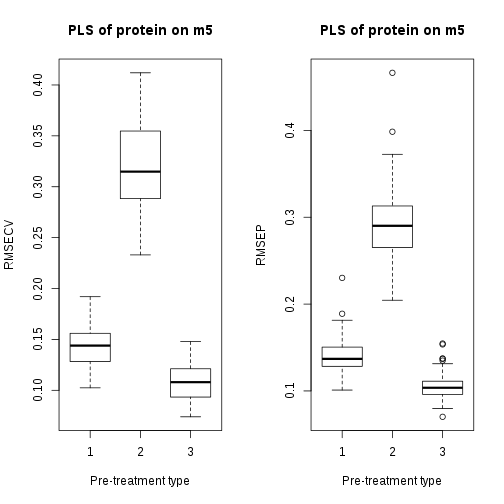 PLS of protein on m5
RMSECV
0.40
0.35
0.30
0.25
0.20
0.15
0.10
1 2 3
Pre-treatment type
PLS of protein on m5
RMSEP
0.4
0.3
0.2
0.1
1 2 3
Pre-treatment type